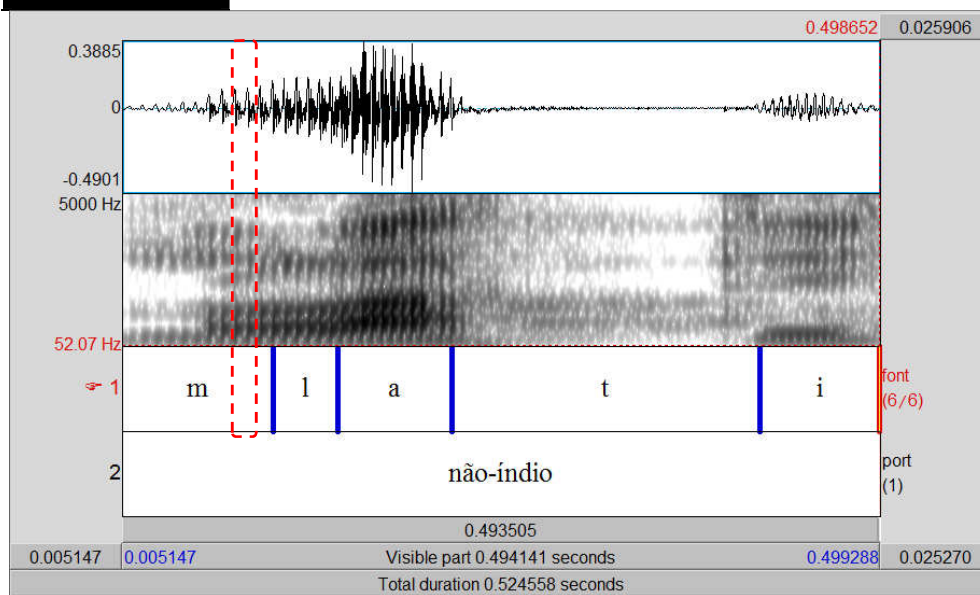 0.498652 0.025906
0.3885
0
-0.4901
5000 Hz
52.07 Hz
☞ 1 m l a t i font
(6/6)
2 não-índio port
(1)
0.493505
0.005147 0.005147 Visible part 0.494141 seconds 0.499288 0.025270
Total duration 0.524558 seconds